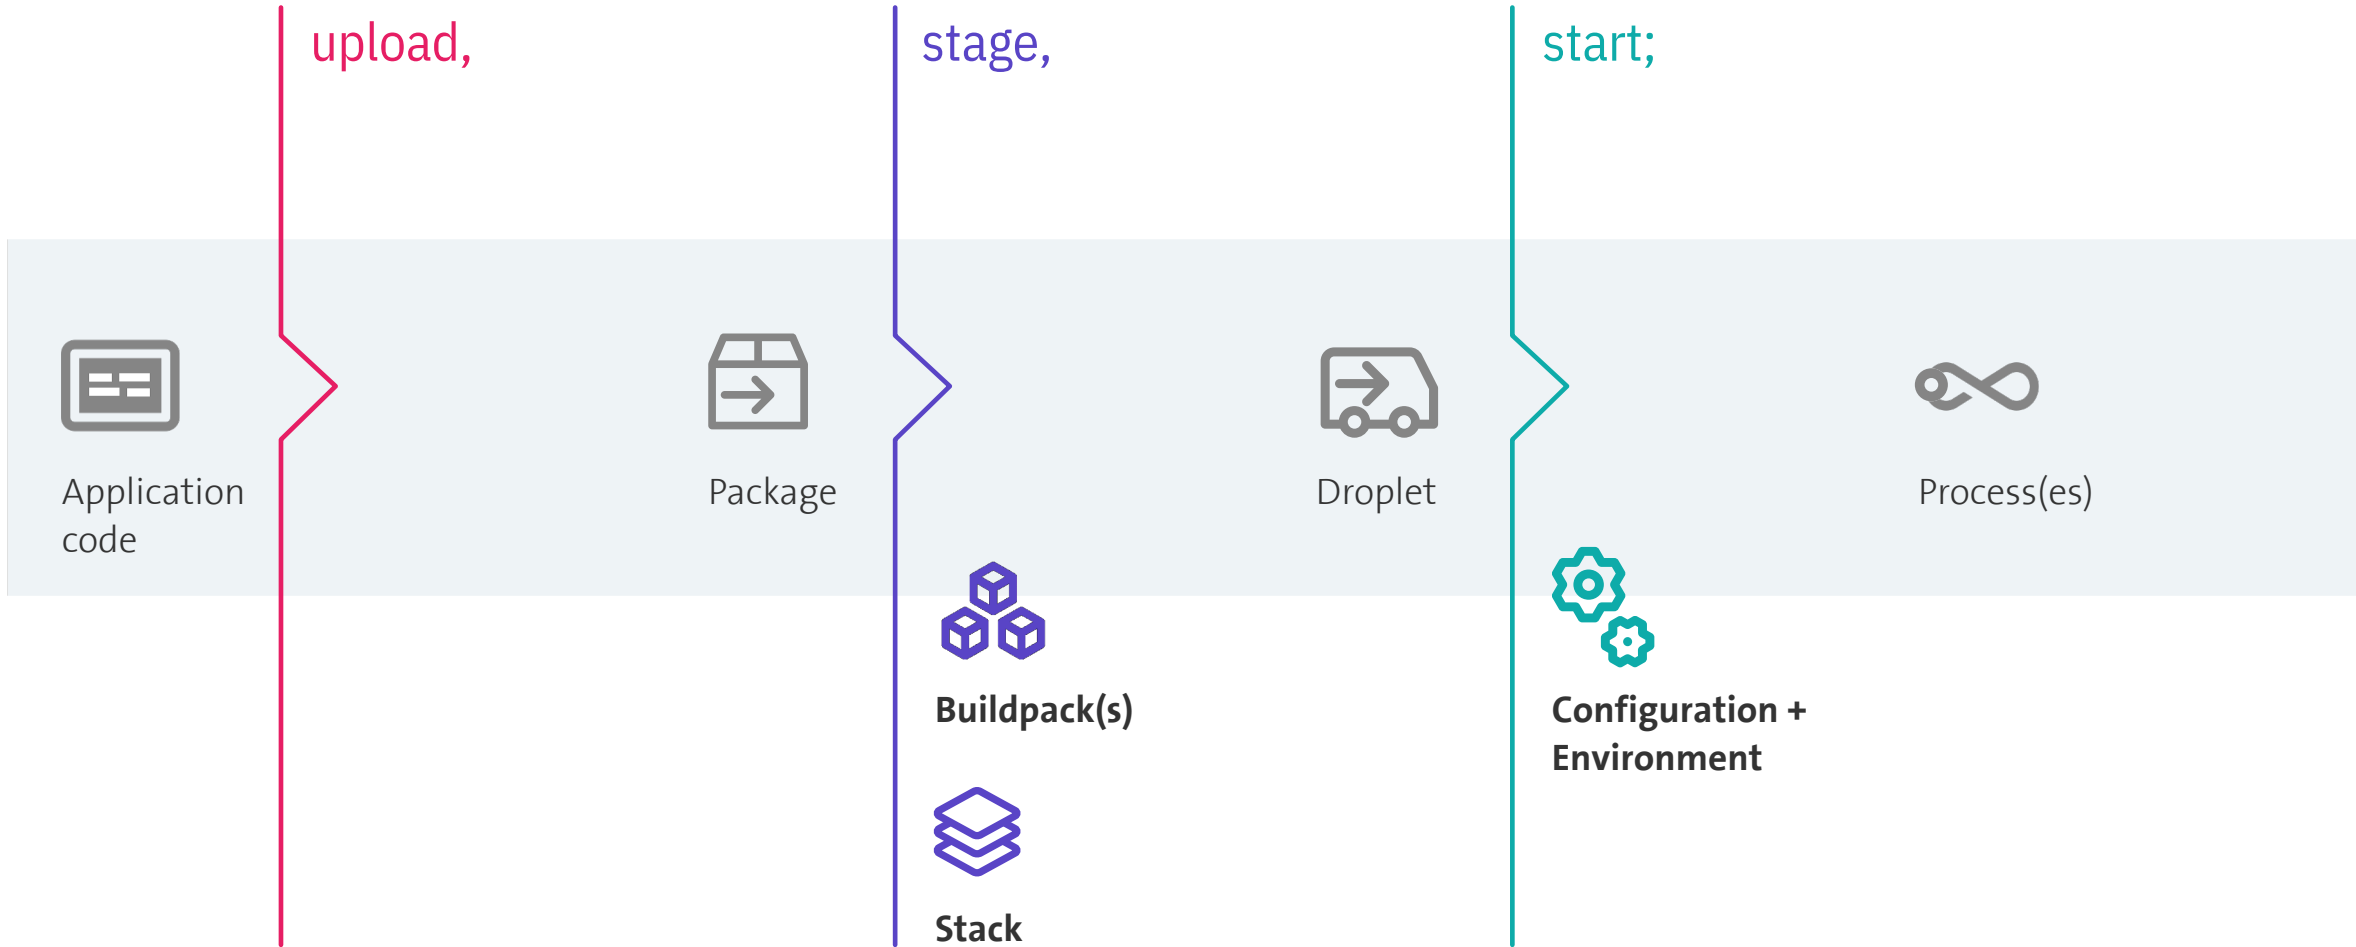 upload,
stage,
start;
Application
code
Package
Droplet
Process(es)
Buildpack(s)
Configuration +
Environment
Stack